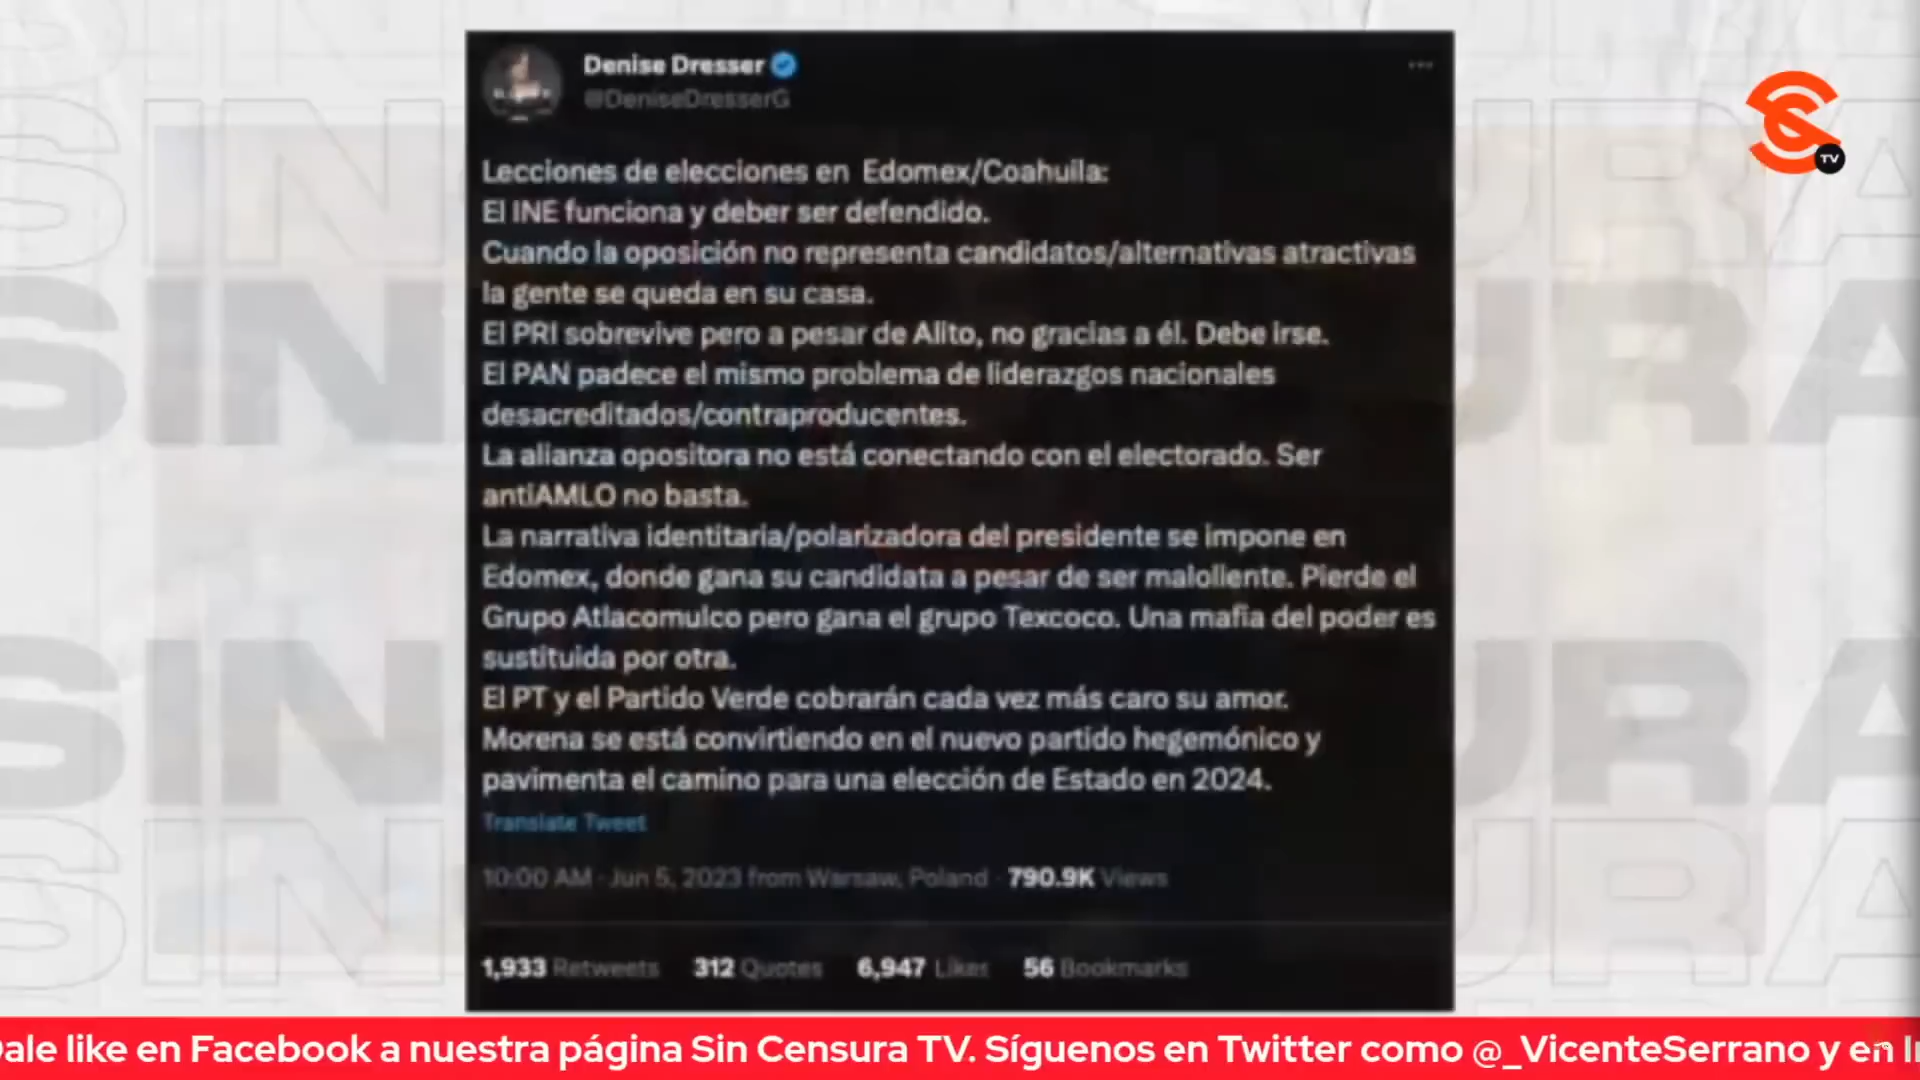 Denise Dresser
@DeniseDresserG
Lecciones de elecciones en Edomex/Coahuila:
El INE funciona y deber ser defendido.
Cuando la oposición no representa candidatos/alternativas atractivas
la gente se queda en su casa.
El PRI sobrevive pero a pesar de Alito, no gracias a él. Debe irse.
El PAN padece el mismo problema de liderazgos nacionales
desacreditados/contraproducentes.
La alianza opositora no está conectando con el electorado. Ser
antiAMLO no basta.
La narrativa identitaria/polarizadora del presidente se impone en
Edomex, donde gana su candidata a pesar de ser maloliente. Pierde el
Grupo Atlacomulco pero gana el grupo Texcoco. Una mafia del poder es
sustituida por otra.
El PT y el Partido Verde cobrarán cada vez más caro su amor.
Morena se está convirtiendo en el nuevo partido hegemónico y
pavimenta el camino para una elección de Estado en 2024.
Translate Tweet
10:00 AM · Jun 5, 2023 from Warsaw, Poland · 790.9K Views
1,933 Retweets 312 Quotes 6,947 Likes 56 Bookmarks
TV
ale like en Facebook a nuestra página Sin Censura TV. Síguenos en Twitter como @_VicenteSerrano y en I
SIN
URA
SIN
URA
SIN
URA
SIN
URA